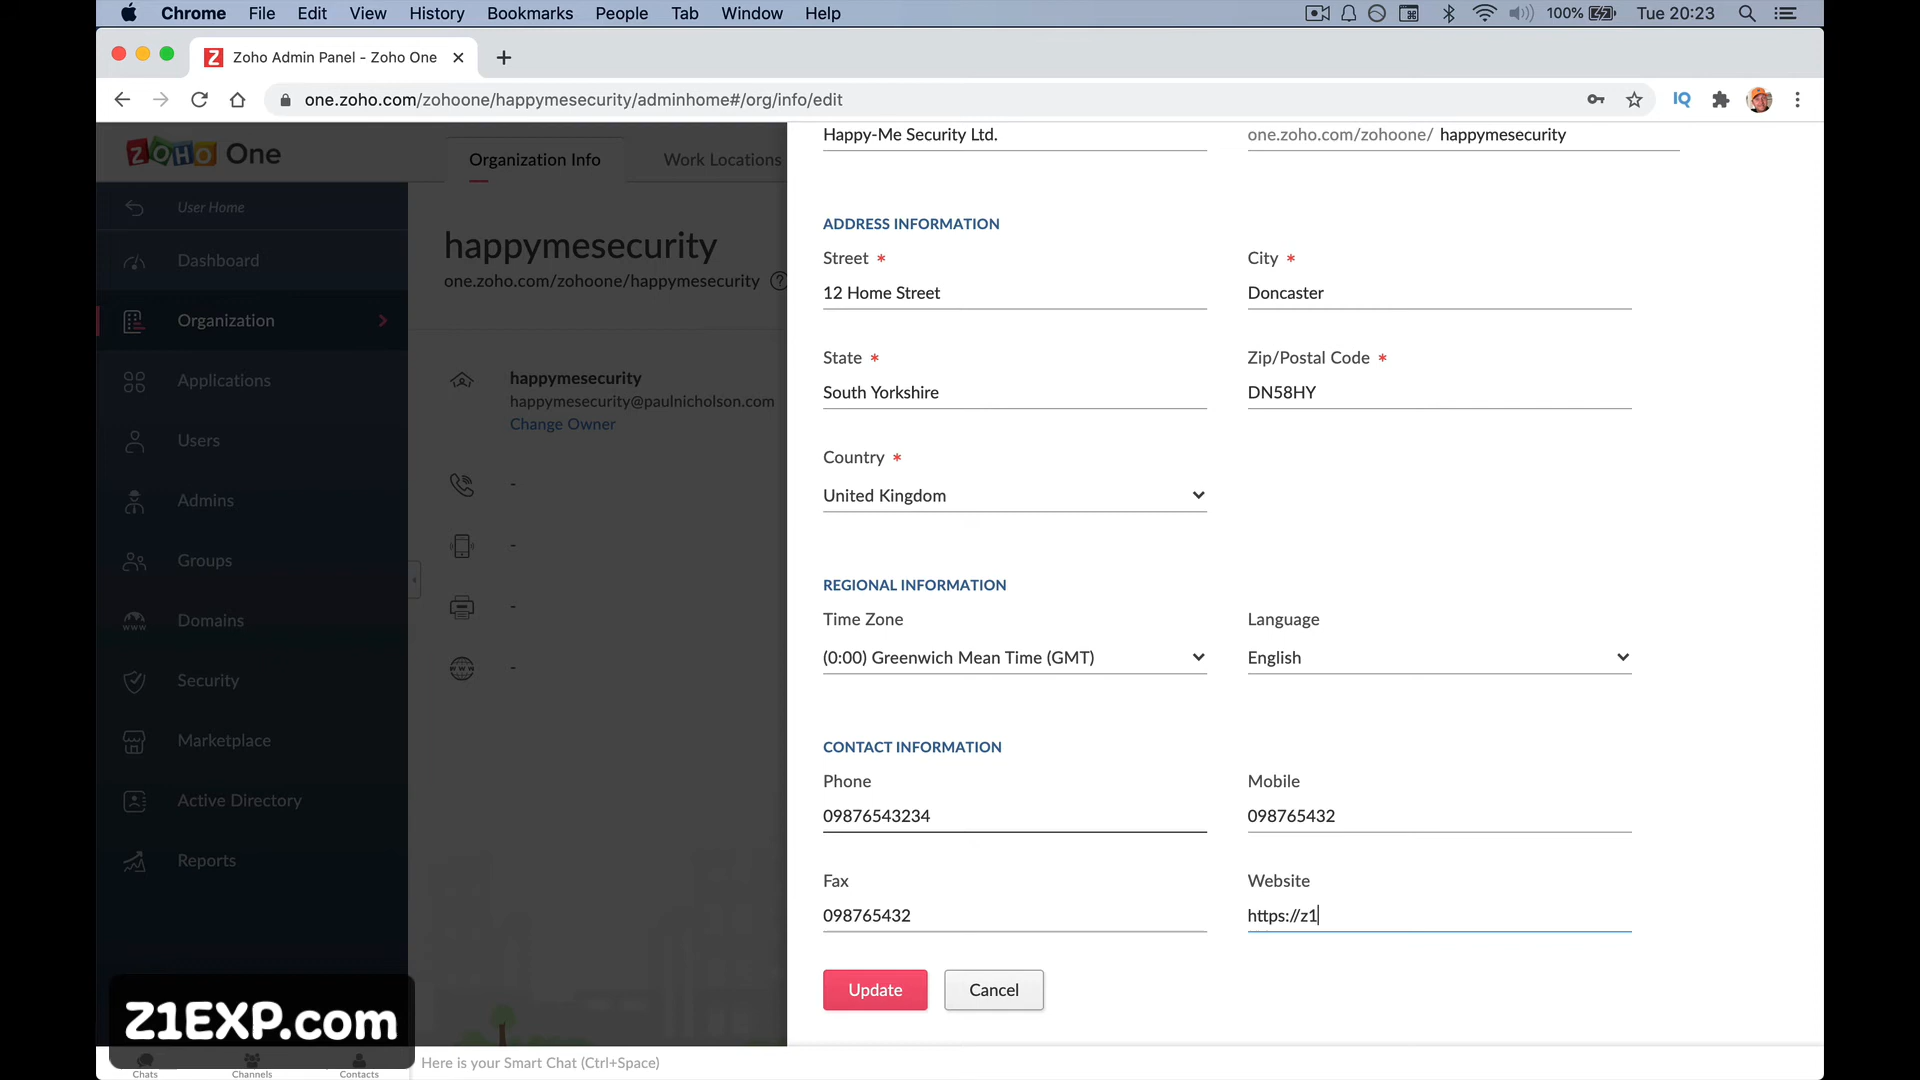 Chrome File Edit View History Bookmarks People Tab Window Help 100% Tue 20:23
Zoho Admin Panel - Zoho One
one.zoho.com/zohoone/happymesecurity/adminhome#/org/info/edit
IQ
ZOHO One
Organization Info Work Locations
User Home
Dashboard
Organization
Applications
Users
Admins
Groups
Domains
Security
Marketplace
Active Directory
Reports
happymesecurity
one.zoho.com/zohoone/happymesecurity
happymesecurity
happymesecurity@paulnicholson.com
Change Owner
-
-
-
-
Happy-Me Security Ltd. one.zoho.com/zohoone/ happymesecurity
ADDRESS INFORMATION
Street * City *
12 Home Street Doncaster
State * Zip/Postal Code *
South Yorkshire DN58HY
Country *
United Kingdom
REGIONAL INFORMATION
Time Zone Language
(0:00) Greenwich Mean Time (GMT) English
CONTACT INFORMATION
Phone Mobile
09876543234 098765432
Fax Website
098765432 https://z1
Update Cancel
Z1EXP.com
Chats Channels Contacts Here is your Smart Chat (Ctrl+Space)